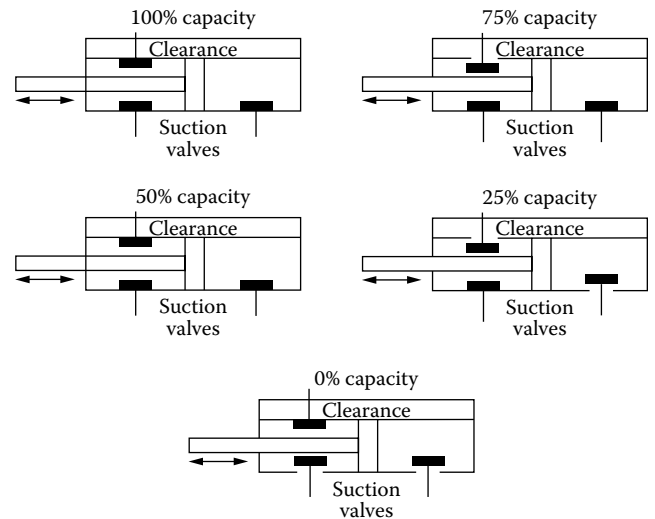 100% capacity
Clearance
Suction
valves
75% capacity
Clearance
Suction
valves
50% capacity
Clearance
Suction
valves
25% capacity
Clearance
Suction
valves
0% capacity
Clearance
Suction
valves